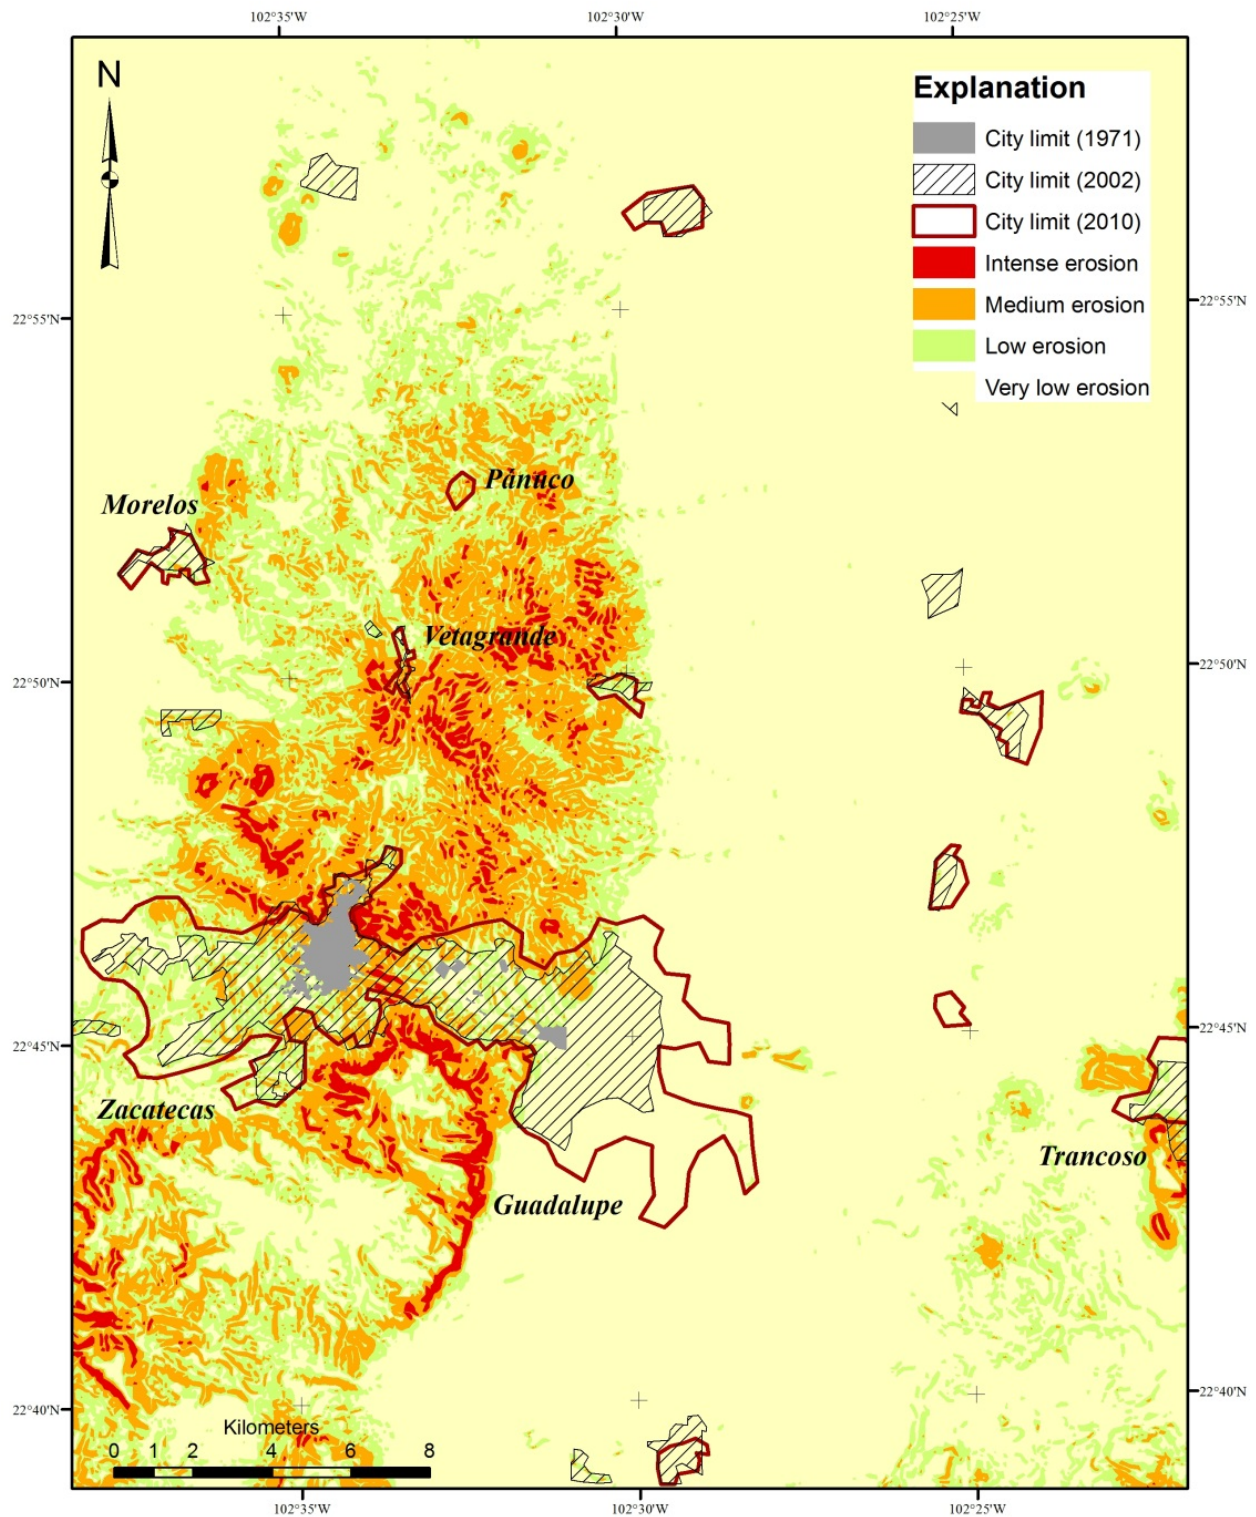 102°35'W 102°30'W 102°25'W
N
Explanation
City limit (1971)
City limit (2002)
City limit (2010)
Intense erosion
Medium erosion
Low erosion
Very low erosion
22°55'N 22°55'N
Pánuco
Morelos
Vetagrande
22°50'N 22°50'N
22°45'N 22°45'N
Zacatecas
Trancoso
Guadalupe
22°40'N 22°40'N
Kilometers
0 1 2 4 6 8
102°35'W 102°30'W 102°25'W